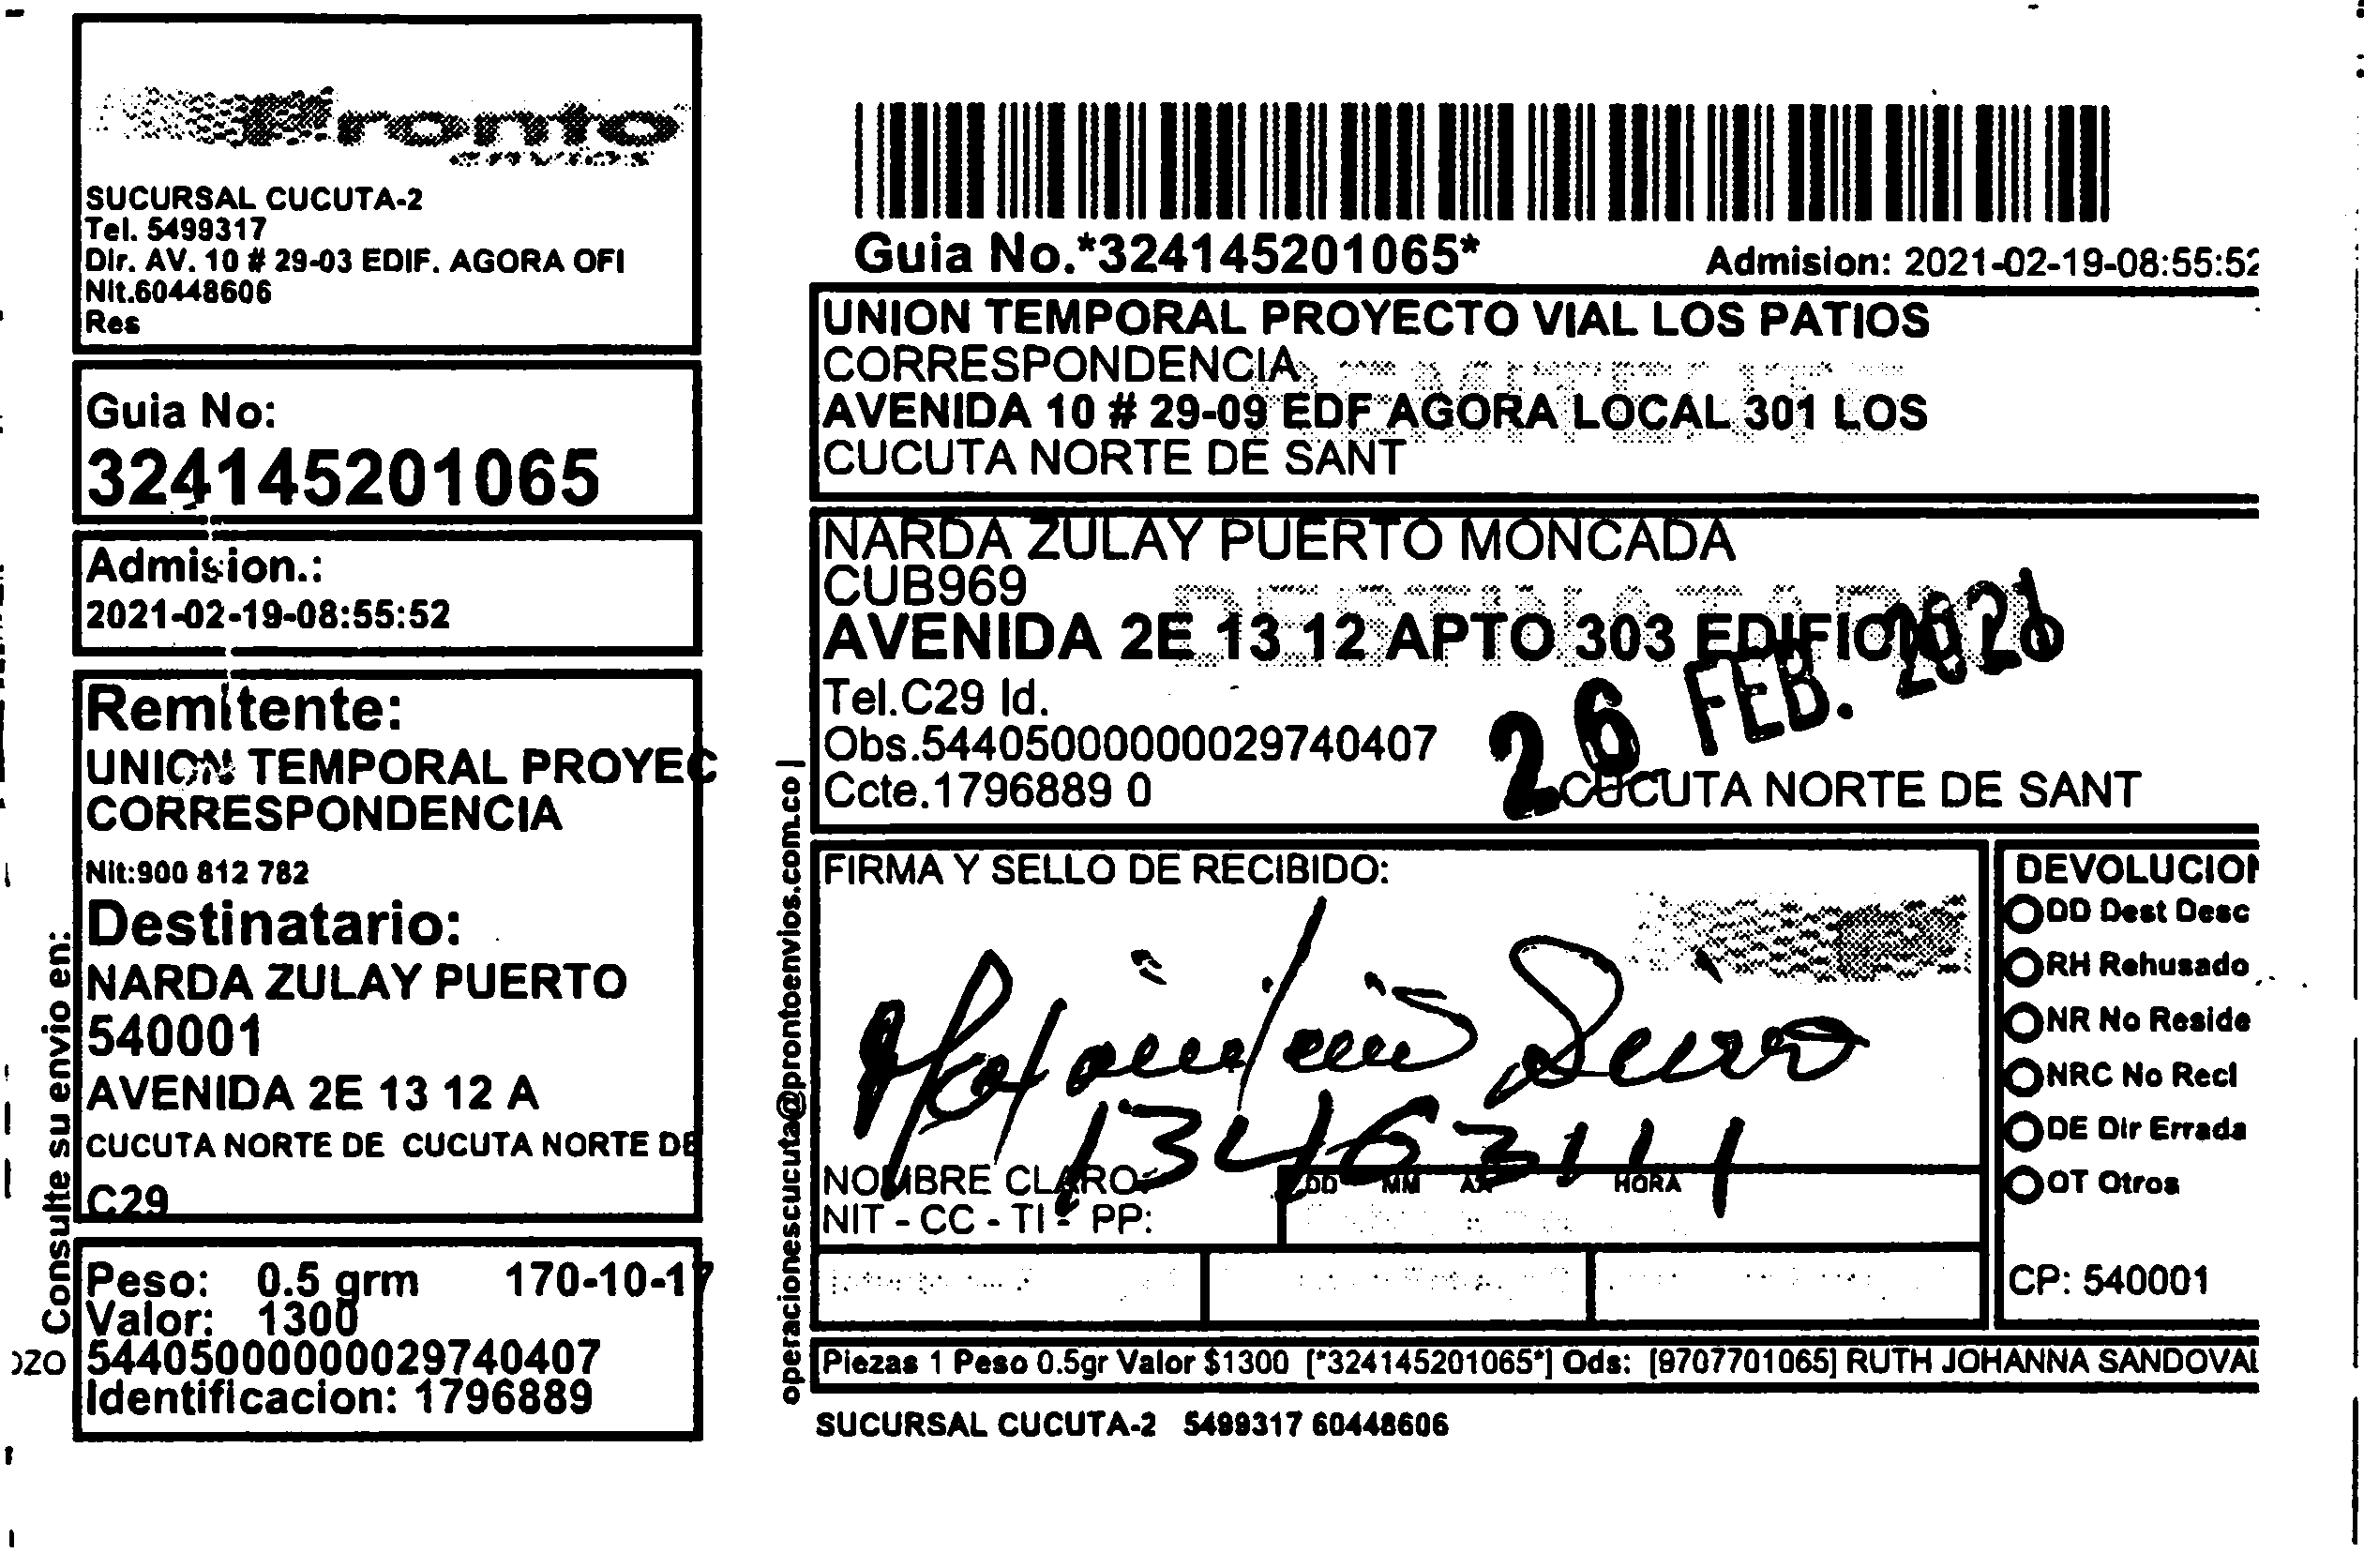 Pronto
envios
SUCURSAL CUCUTA-2
Tel. 5499317
Dir. AV. 10 # 29-03 EDIF. AGORA OFI
Nit.60448606
Res
Guia No:
324145201065
Admision.:
2021-02-19-08:55:52
Remitente:
UNION TEMPORAL PROYEC
CORRESPONDENCIA
Nit:900 812 782
Destinatario:
NARDA ZULAY PUERTO
540001
AVENIDA 2E 13 12 A
CUCUTA NORTE DE CUCUTA NORTE DE
C29
Peso: 0.5 grm 170-10-17
Valor: 1300
544050000000029740407
Identificacion: 1796889
Consulte su envio en:
Guia No.*324145201065*
Admision: 2021-02-19-08:55:52
UNION TEMPORAL PROYECTO VIAL LOS PATIOS
CORRESPONDENCIA
REMITENTE
AVENIDA 10 # 29-09 EDF AGORA LOCAL 301 LOS
CUCUTA NORTE DE SANT
NARDA ZULAY PUERTO MONCADA
CUB969
DESTINATARIO
AVENIDA 2E 13 12 APTO 303 EDIFICIO
Tel.C29 Id.
Obs.544050000000029740407
26 FEB. 2021
Ccte.1796889 0
CUCUTA NORTE DE SANT
operacionescucuta@prontoenvios.com.co |
FIRMA Y SELLO DE RECIBIDO:
13463111
NOMBRE CLARO:
DD MM AA HORA
NIT - CC - TI - PP:
DEVOLUCION
DD Dest Desc
RH Rehusado
NR No Reside
NRC No Recl
DE Dir Errada
OT Otros
CP: 540001
Piezas 1 Peso 0.5gr Valor $1300 [*324145201065*] Ods: [9707701065] RUTH JOHANNA SANDOVAL
SUCURSAL CUCUTA-2 5499317 60448606